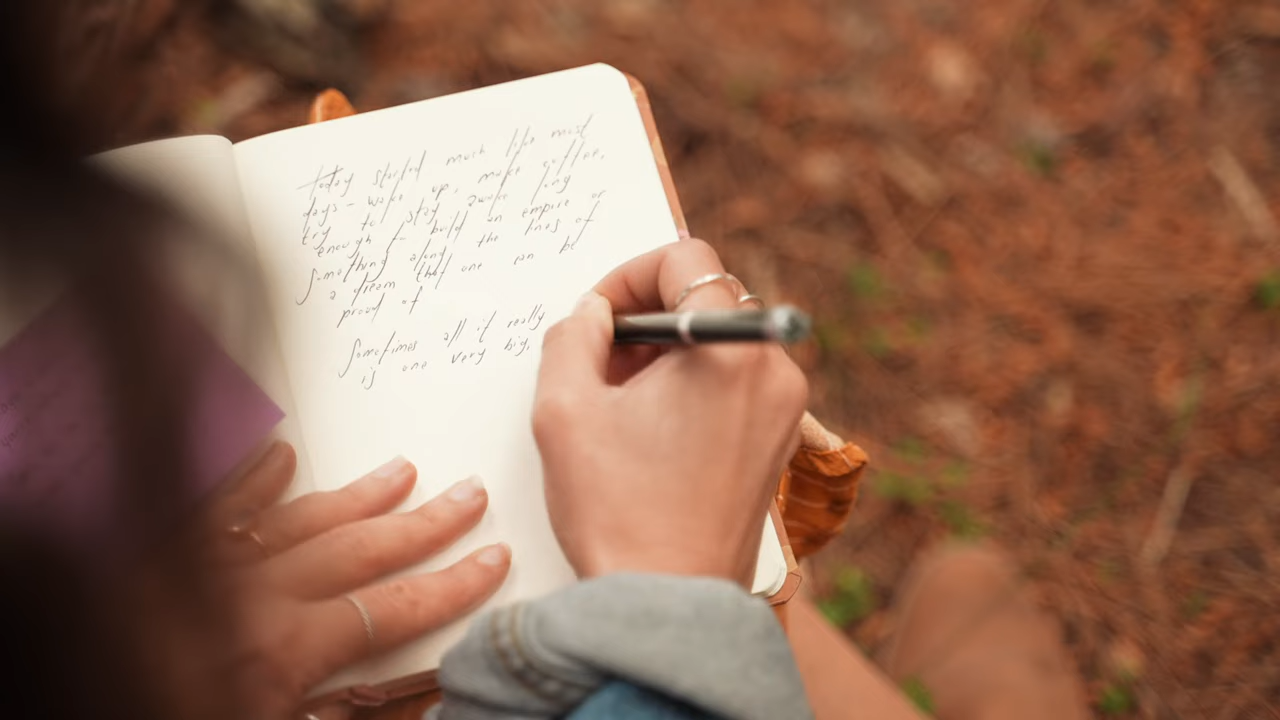 today started much like most
days - wake up, make coffee,
try to stay awake long
enough to build an empire or
something along the lines of
a dream that one can be
proud of
Sometimes all it really
is one very big,